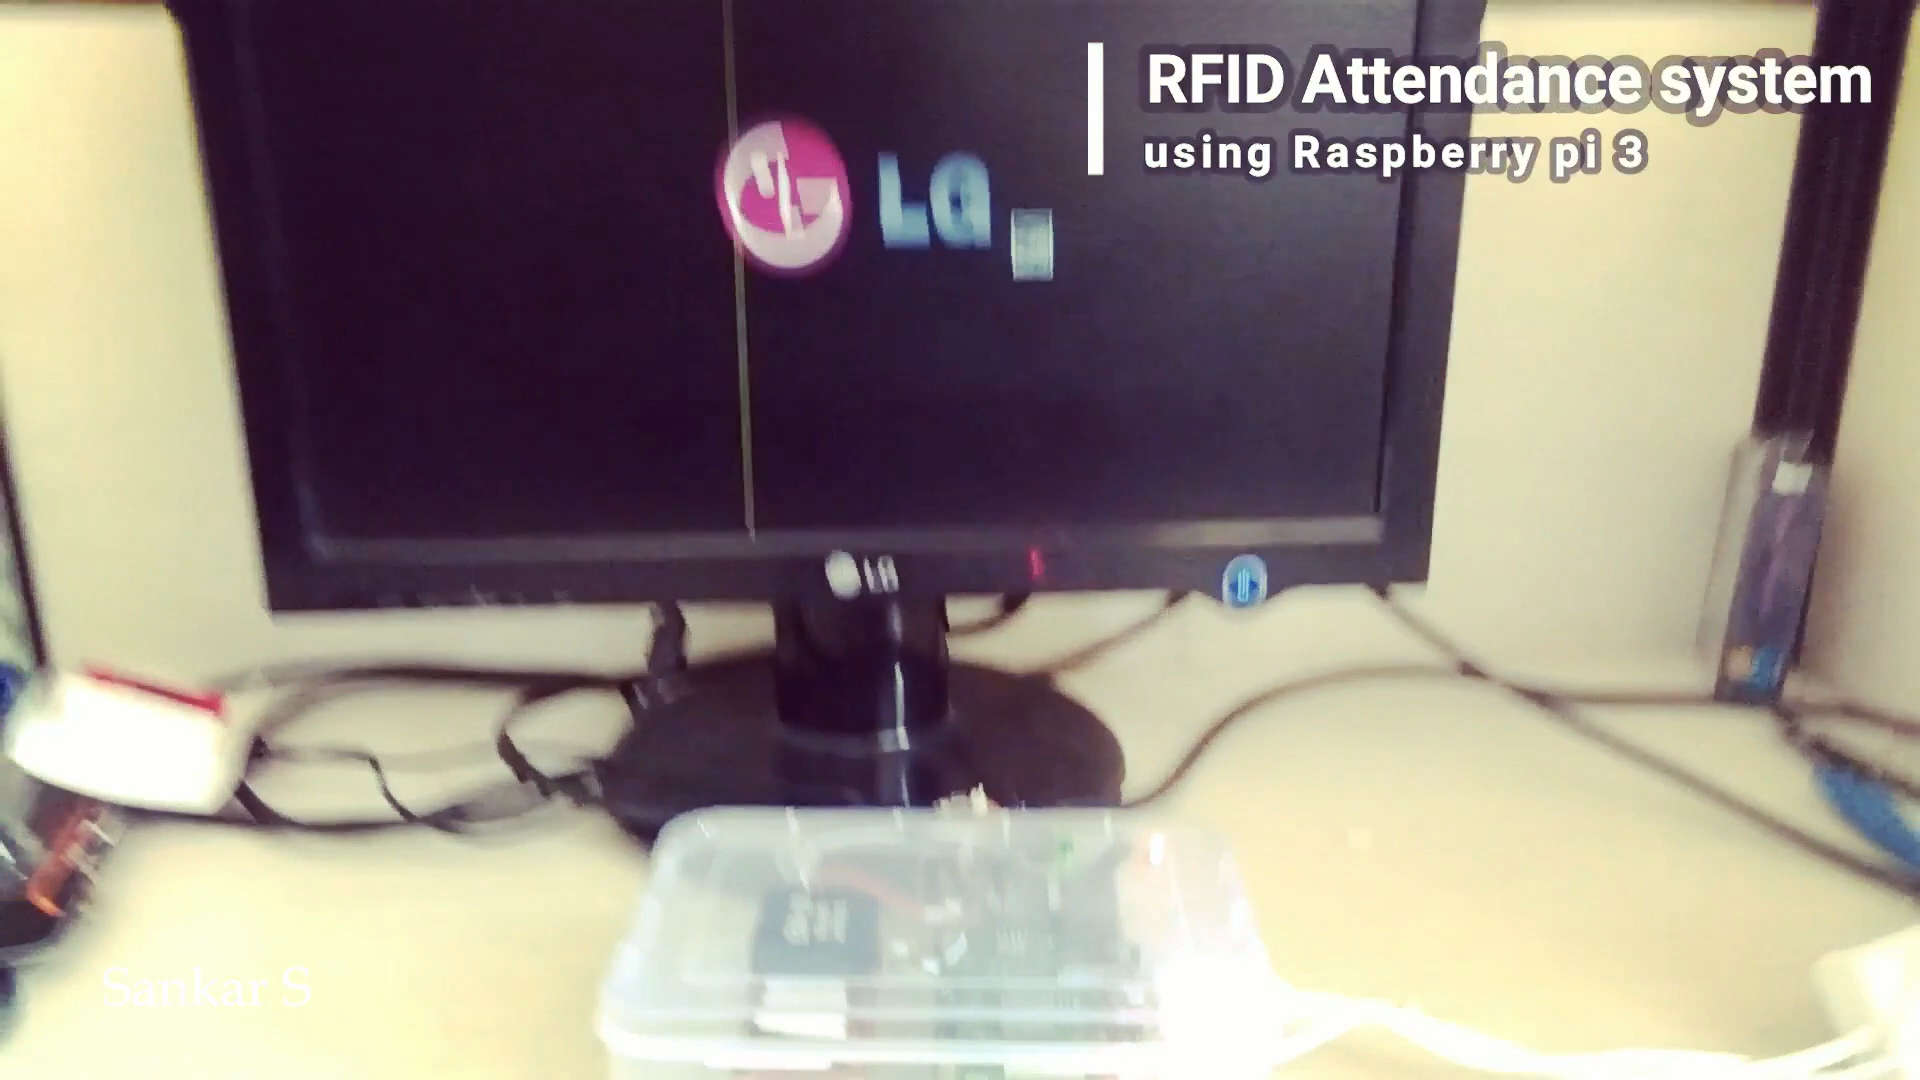 RFID Attendance system
using Raspberry pi 3
LG
LG
Sankar S